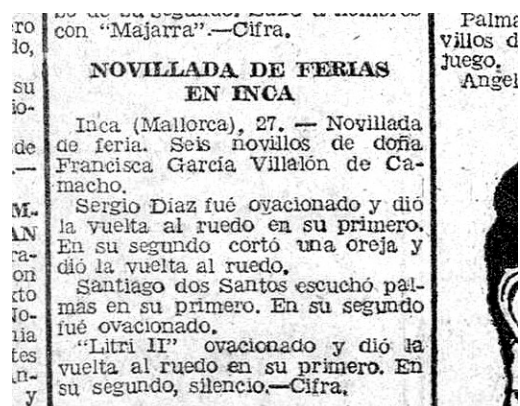 con "Majarra".—Cifra.
NOVILLADA DE FERIAS
EN INCA
Inca (Mallorca), 27. — Novillada
de feria. Seis novillos de doña
Francisca García Villalón de Ca-
macho.
Sergio Díaz fué ovacionado y dió
la vuelta al ruedo en su primero.
En su segundo cortó una oreja y
dió la vuelta al ruedo.
Santiago dos Santos escuchó pal-
mas en su primero. En su segundo
fué ovacionado.
"Litri II" ovacionado y dió la
vuelta al ruedo en su primero. En
su segundo, silencio.—Cifra.
Palma
villos d
juego.
Angel